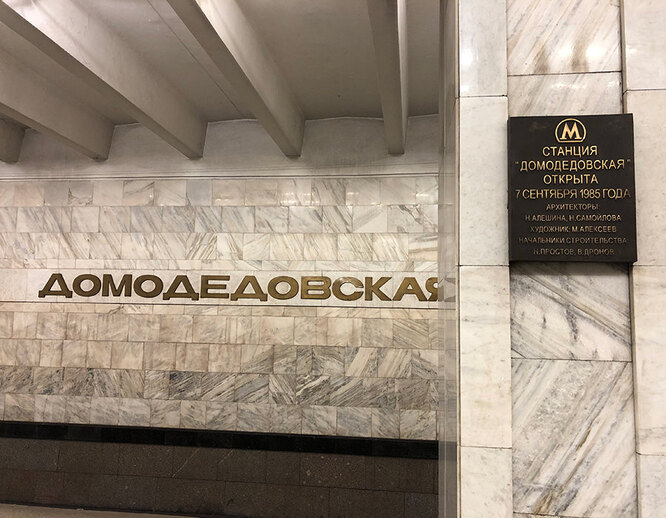 ДОМОДЕДОВСКАЯ
М
СТАНЦИЯ
"ДОМОДЕДОВСКАЯ"
ОТКРЫТА
7 СЕНТЯБРЯ 1985 ГОДА
АРХИТЕКТОРЫ:
Н.АЛЕШИНА, Н.САМОЙЛОВА
ХУДОЖНИК: М.АЛЕКСЕЕВ
НАЧАЛЬНИКИ СТРОИТЕЛЬСТВА
Н.ПРОСТОВ, В.ДРОНОВ